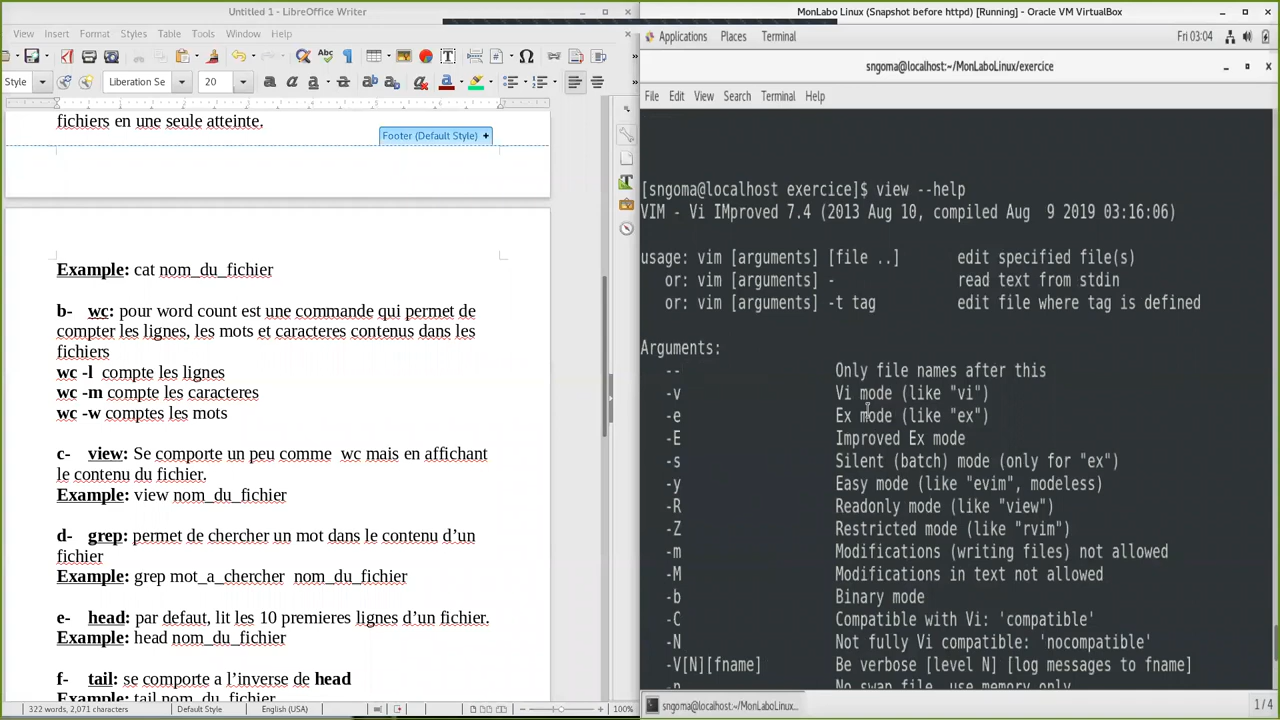 Untitled 1 - LibreOffice Writer
View Insert Format Styles Table Tools Window Help
Style Liberation Se 20
fichiers en une seule atteinte.
Footer (Default Style) +
Example: cat nom_du_fichier
b- wc: pour word count est une commande qui permet de
compter les lignes, les mots et caracteres contenus dans les
fichiers
wc -l compte les lignes
wc -m compte les caracteres
wc -w comptes les mots
c- view: Se comporte un peu comme wc mais en affichant
le contenu du fichier.
Example: view nom_du_fichier
d- grep: permet de chercher un mot dans le contenu d’un
fichier
Example: grep mot_a_chercher nom_du_fichier
e- head: par defaut, lit les 10 premieres lignes d’un fichier.
Example: head nom_du_fichier
f- tail: se comporte a l’inverse de head
Example: tail nom_du_fichier
322 words, 2,071 characters Default Style English (USA) 100%
MonLabo Linux (Snapshot before httpd) [Running] - Oracle VM VirtualBox
Applications Places Terminal Fri 03:04
sngoma@localhost:~/MonLaboLinux/exercice
File Edit View Search Terminal Help
[sngoma@localhost exercice]$ view --help
VIM - Vi IMproved 7.4 (2013 Aug 10, compiled Aug  9 2019 03:16:06)
usage: vim [arguments] [file ..] edit specified file(s)
or: vim [arguments] - read text from stdin
or: vim [arguments] -t tag edit file where tag is defined
Arguments:
-- Only file names after this
-v Vi mode (like "vi")
-e Ex mode (like "ex")
-E Improved Ex mode
-s Silent (batch) mode (only for "ex")
-y Easy mode (like "evim", modeless)
-R Readonly mode (like "view")
-Z Restricted mode (like "rvim")
-m Modifications (writing files) not allowed
-M Modifications in text not allowed
-b Binary mode
-C Compatible with Vi: 'compatible'
-N Not fully Vi compatible: 'nocompatible'
-V[N][fname] Be verbose [level N] [log messages to fname]
-n No swap file, use memory only
sngoma@localhost:~/MonLaboLinux... 1 / 4